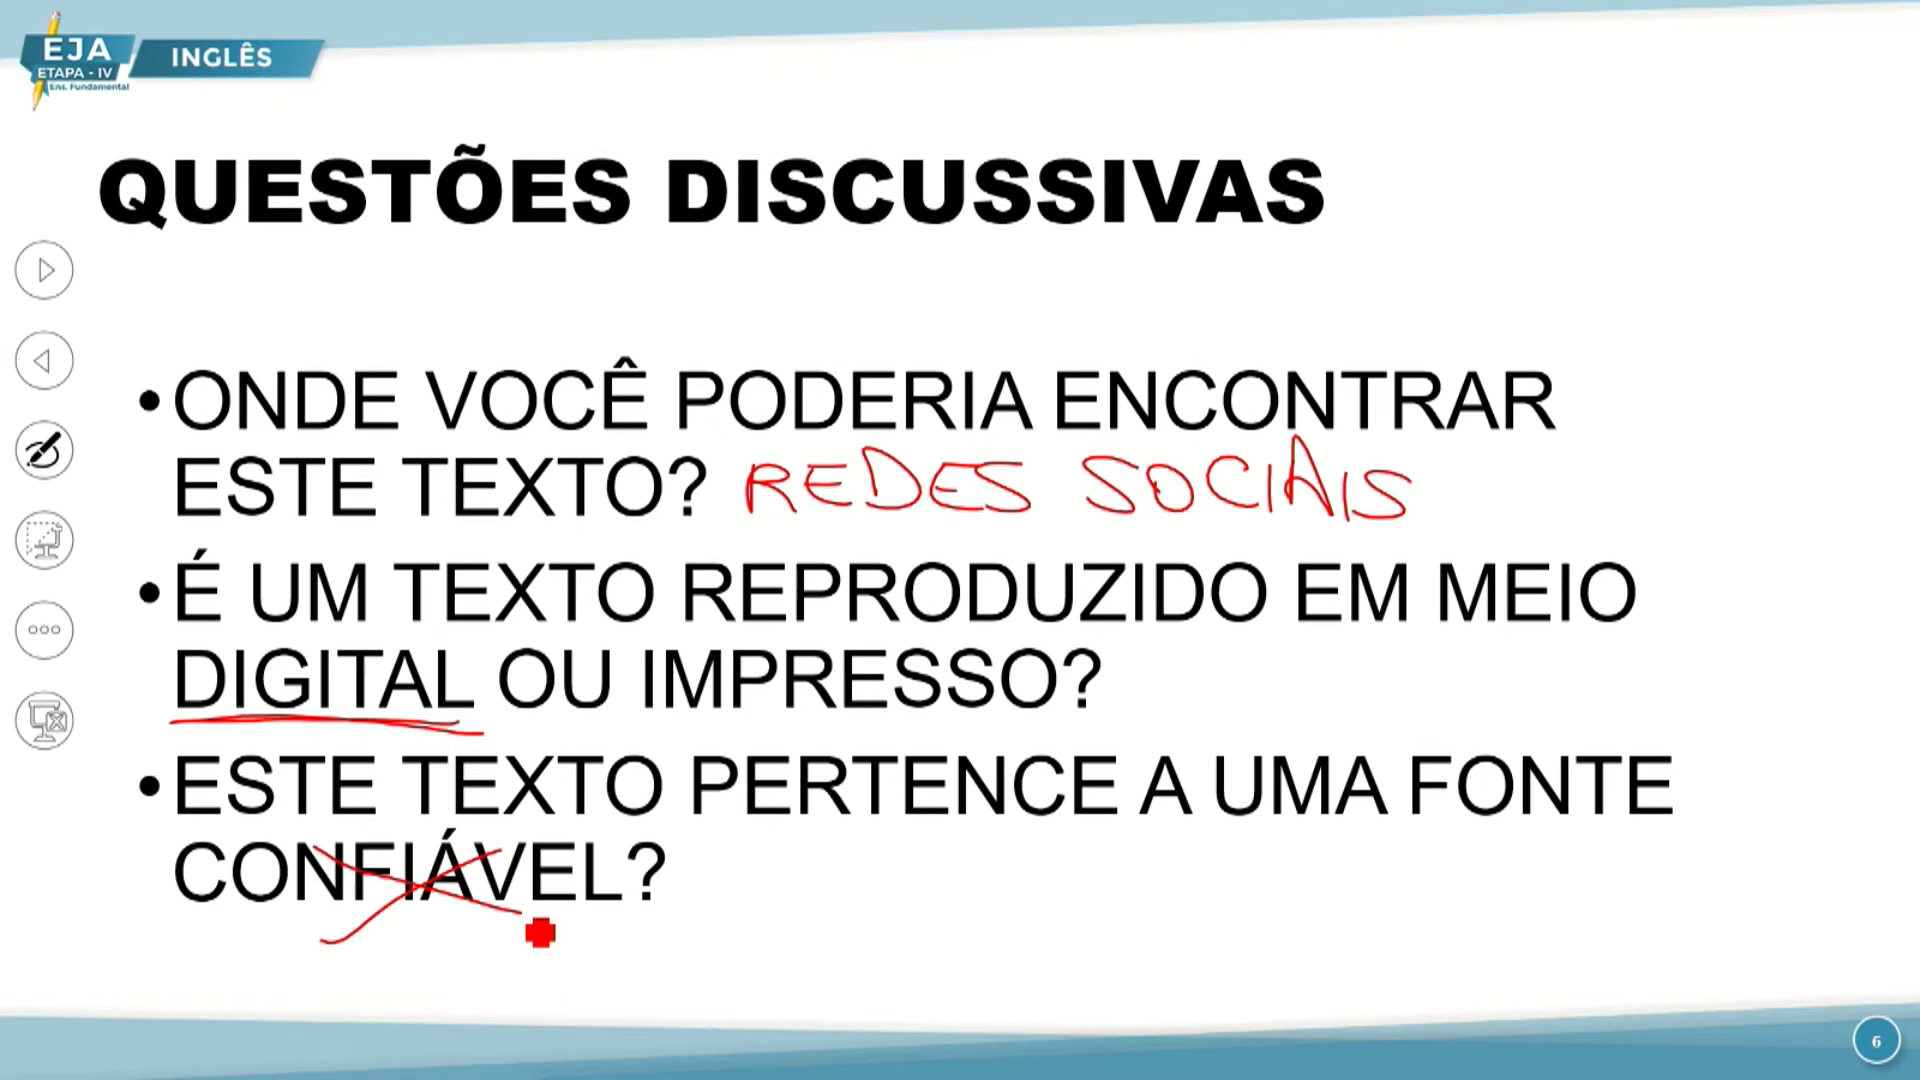 EJA
ETAPA - IV
Ens. Fundamental
INGLÊS
QUESTÕES DISCUSSIVAS
•ONDE VOCÊ PODERIA ENCONTRAR
ESTE TEXTO? REDES SOCIAIS
•É UM TEXTO REPRODUZIDO EM MEIO
DIGITAL OU IMPRESSO?
•ESTE TEXTO PERTENCE A UMA FONTE
CONFIÁVEL?
6